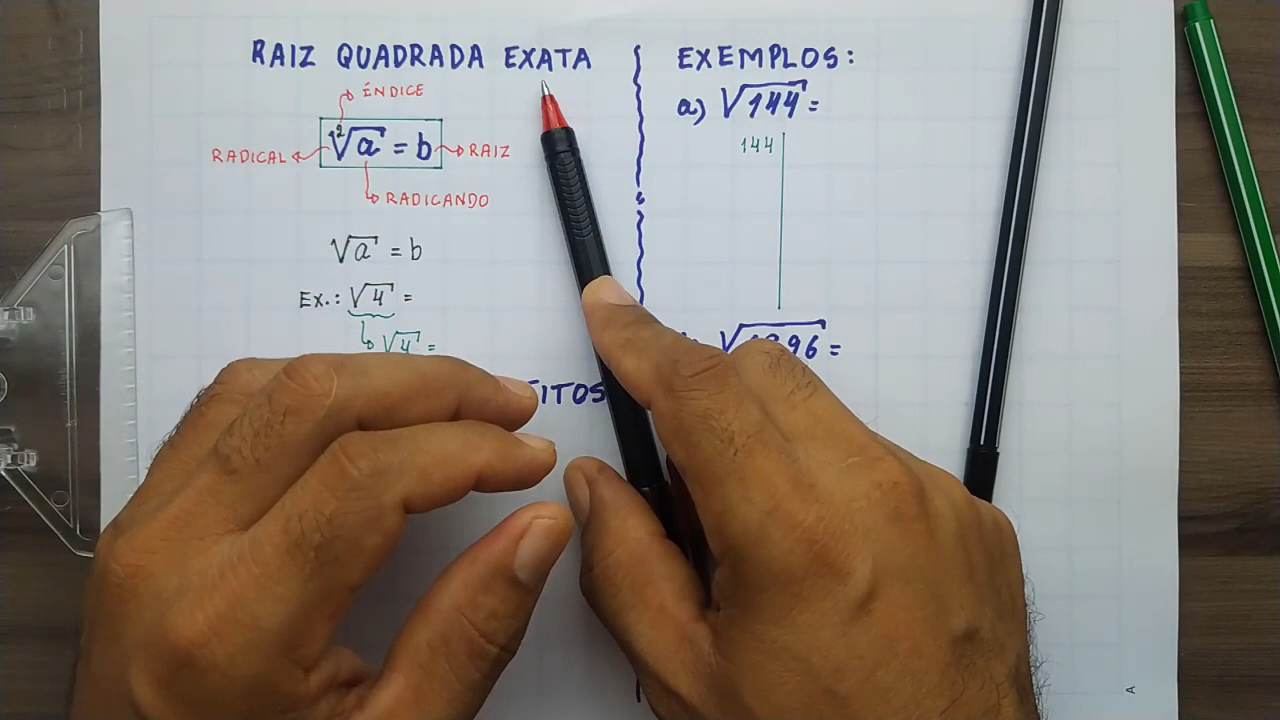 RAIZ QUADRADA EXATA
ÍNDICE
²√a = b
RADICAL
RAIZ
RADICANDO
√a = b
Ex.: √4 =
√4 =
EXEMPLOS:
a) √144 =
144
A